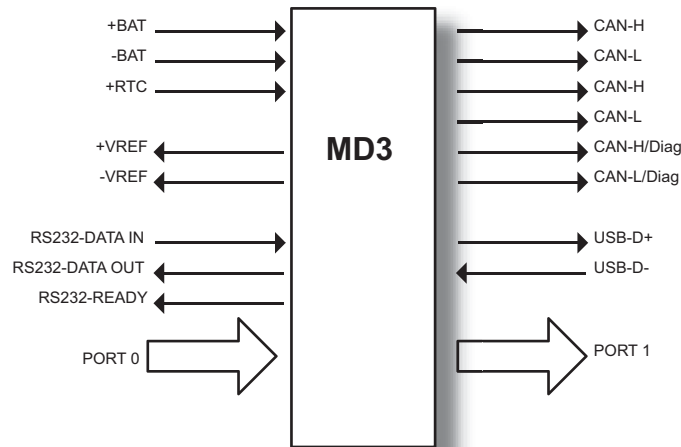 +BAT
-BAT
+RTC
+VREF
-VREF
RS232-DATA IN
RS232-DATA OUT
RS232-READY
PORT 0
MD3
CAN-H
CAN-L
CAN-H
CAN-L
CAN-H/Diag
CAN-L/Diag
USB-D+
USB-D-
PORT 1